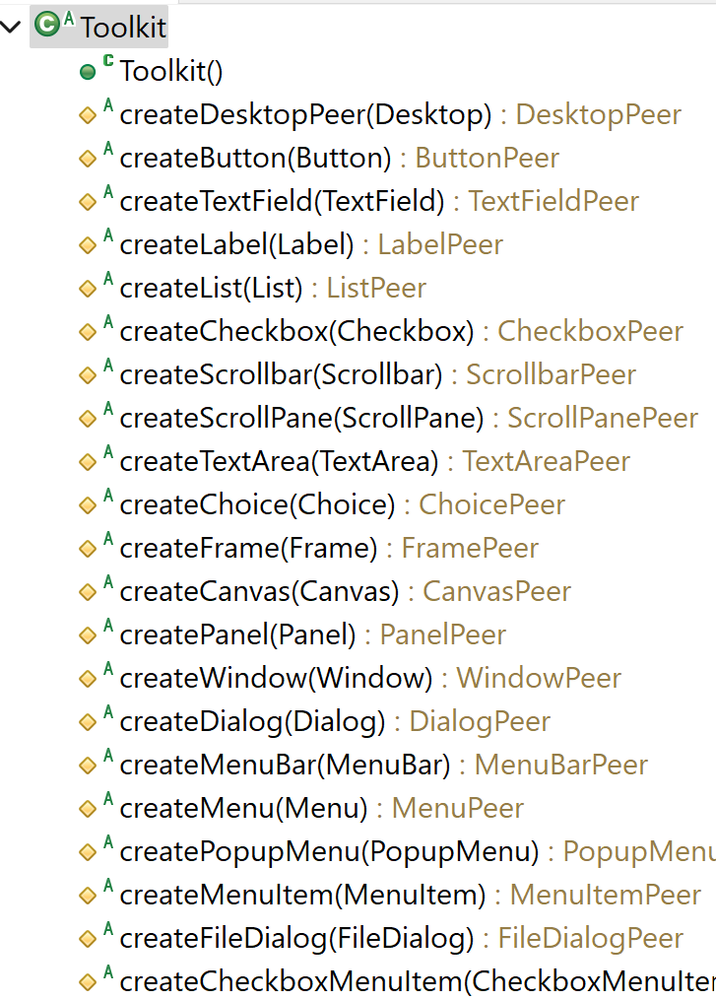 Toolkit
Toolkit()
createDesktopPeer(Desktop) : DesktopPeer
createButton(Button) : ButtonPeer
createTextField(TextField) : TextFieldPeer
createLabel(Label) : LabelPeer
createList(List) : ListPeer
createCheckbox(Checkbox) : CheckboxPeer
createScrollbar(Scrollbar) : ScrollbarPeer
createScrollPane(ScrollPane) : ScrollPanePeer
createTextArea(TextArea) : TextAreaPeer
createChoice(Choice) : ChoicePeer
createFrame(Frame) : FramePeer
createCanvas(Canvas) : CanvasPeer
createPanel(Panel) : PanelPeer
createWindow(Window) : WindowPeer
createDialog(Dialog) : DialogPeer
createMenuBar(MenuBar) : MenuBarPeer
createMenu(Menu) : MenuPeer
createPopupMenu(PopupMenu) : PopupMenu
createMenuItem(MenuItem) : MenuItemPeer
createFileDialog(FileDialog) : FileDialogPeer
createCheckboxMenuItem(CheckboxMenuIter